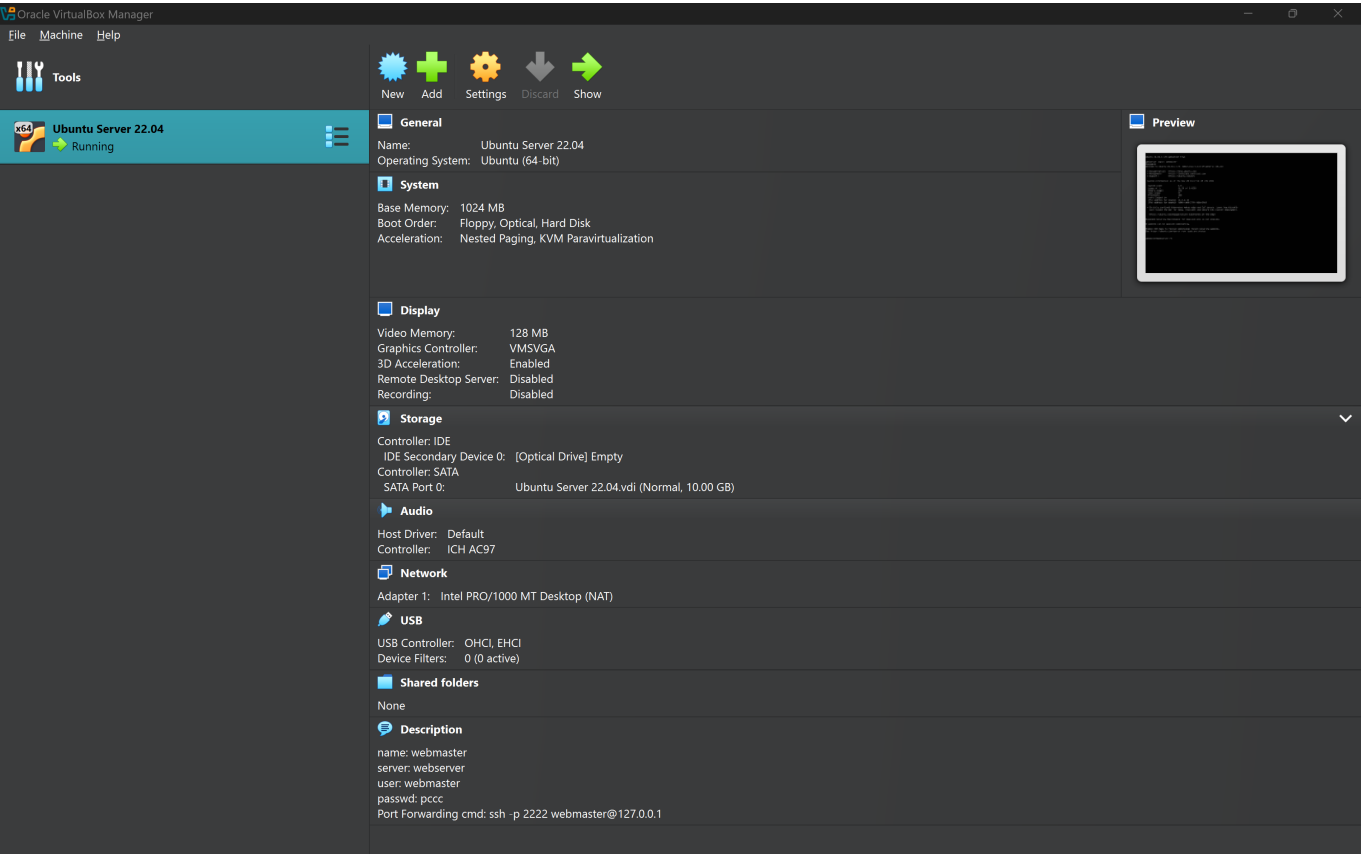 Oracle VirtualBox Manager
File Machine Help
Tools
New Add Settings Discard Show
x64
Ubuntu Server 22.04
Running
General
Name: Ubuntu Server 22.04
Operating System: Ubuntu (64-bit)
Preview
System
Base Memory: 1024 MB
Boot Order: Floppy, Optical, Hard Disk
Acceleration: Nested Paging, KVM Paravirtualization
Display
Video Memory: 128 MB
Graphics Controller: VMSVGA
3D Acceleration: Enabled
Remote Desktop Server: Disabled
Recording: Disabled
Storage
Controller: IDE
IDE Secondary Device 0: [Optical Drive] Empty
Controller: SATA
SATA Port 0: Ubuntu Server 22.04.vdi (Normal, 10.00 GB)
Audio
Host Driver: Default
Controller: ICH AC97
Network
Adapter 1: Intel PRO/1000 MT Desktop (NAT)
USB
USB Controller: OHCI, EHCI
Device Filters: 0 (0 active)
Shared folders
None
Description
name: webmaster
server: webserver
user: webmaster
passwd: pccc
Port Forwarding cmd: ssh -p 2222 webmaster@127.0.0.1